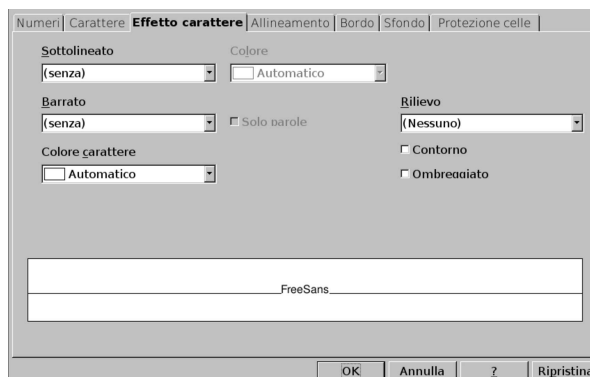 Numeri Carattere Effetto carattere Allineamento Bordo Sfondo Protezione celle
Sottolineato Colore
(senza) Automatico
Barrato Rilievo
(senza) Solo parole (Nessuno)
Colore carattere Contorno
Automatico Ombreggiato
FreeSans
OK Annulla ? Ripristina